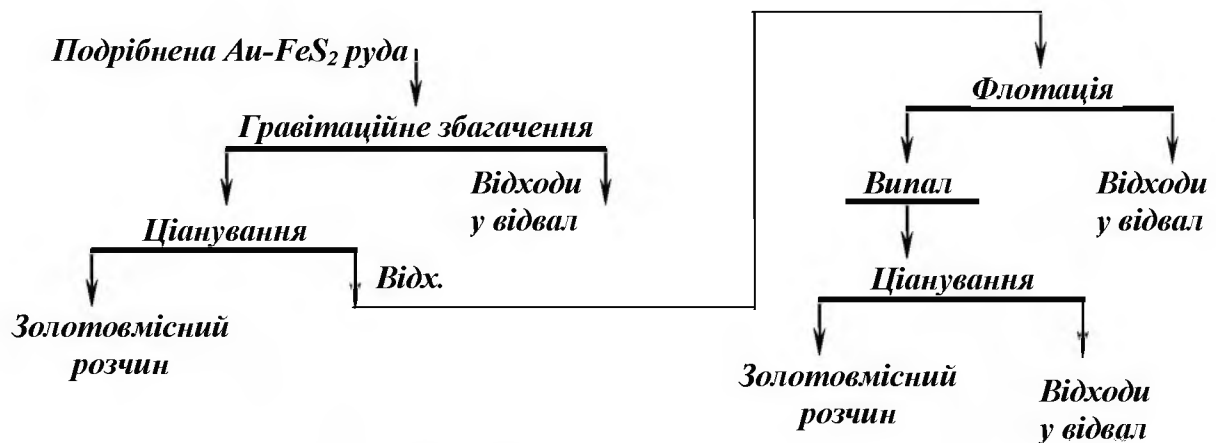 Подрібнена Au-FeS₂ руда
Гравітаційне збагачення
Відходи
у відвал
Ціанування
Відх.
Золотовмісний
розчин
Флотація
Випал
Відходи
у відвал
Ціанування
Золотовмісний
розчин
Відходи
у відвал